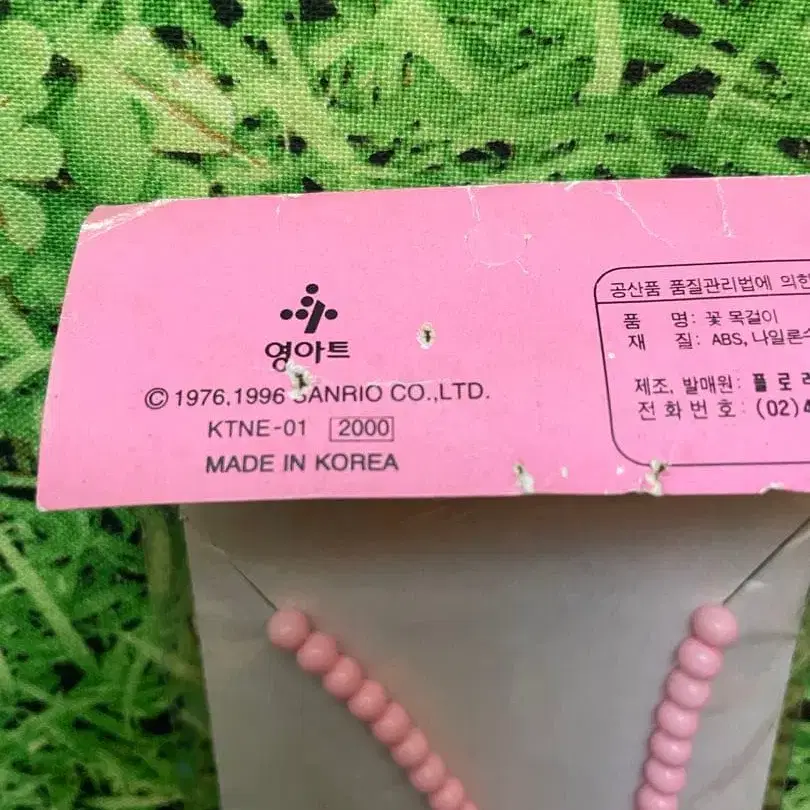 영아트
© 1976,1996 SANRIO CO.,LTD.
KTNE-01 2000
MADE IN KOREA
공산품 품질관리법에 의한
품 명: 꽃 목걸이
재 질: ABS, 나일론수
제조, 발매원: 플로
전화번호: (02)4